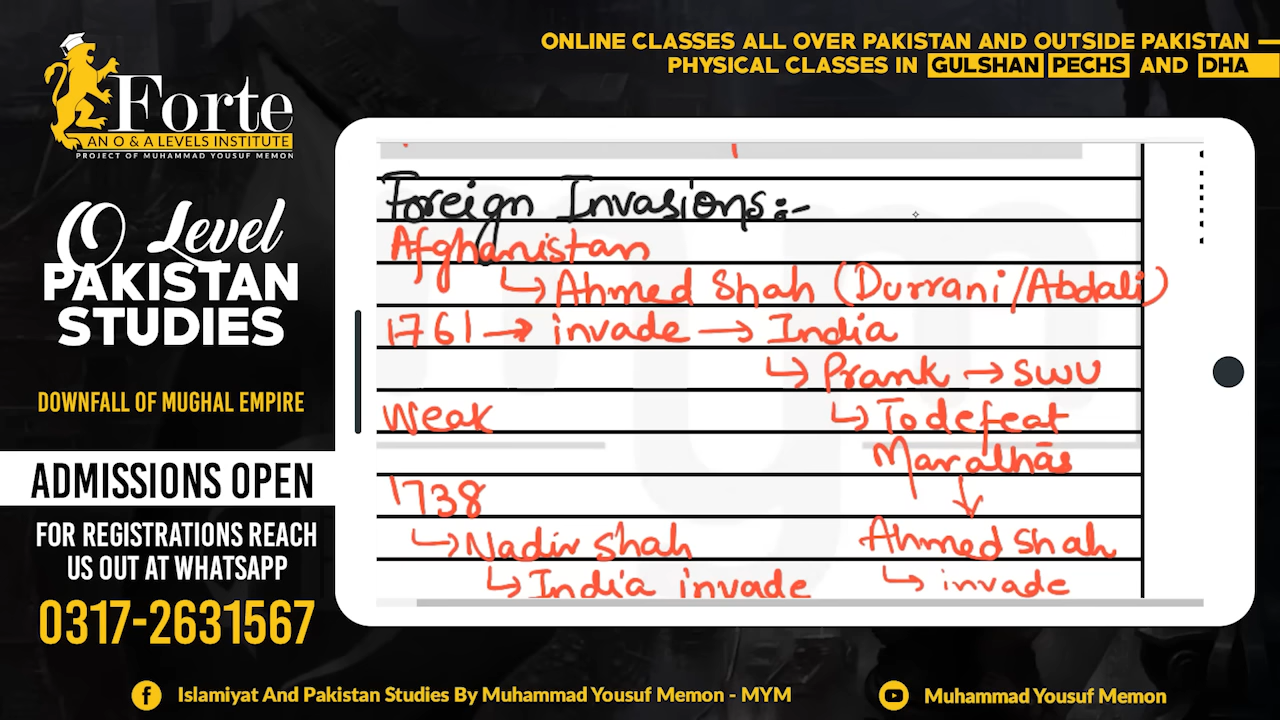 Forte
AN O & A LEVELS INSTITUTE
PROJECT OF MUHAMMAD YOUSUF MEMON
ONLINE CLASSES ALL OVER PAKISTAN AND OUTSIDE PAKISTAN
PHYSICAL CLASSES IN GULSHAN PECHS AND DHA
O Level
PAKISTAN
STUDIES
DOWNFALL OF MUGHAL EMPIRE
ADMISSIONS OPEN
FOR REGISTRATIONS REACH
US OUT AT WHATSAPP
0317-2631567
Foreign Invasions:-
Afghanistan
↳ Ahmed Shah (Durrani/Abdali)
1761 → invade → India
↳ Prank → SWU
Weak ↳ To defeat
Marathas
1738 ↓
↳ Nadir Shah Ahmed Shah
↳ India invade ↳ invade
Islamiyat And Pakistan Studies By Muhammad Yousuf Memon - MYM
Muhammad Yousuf Memon